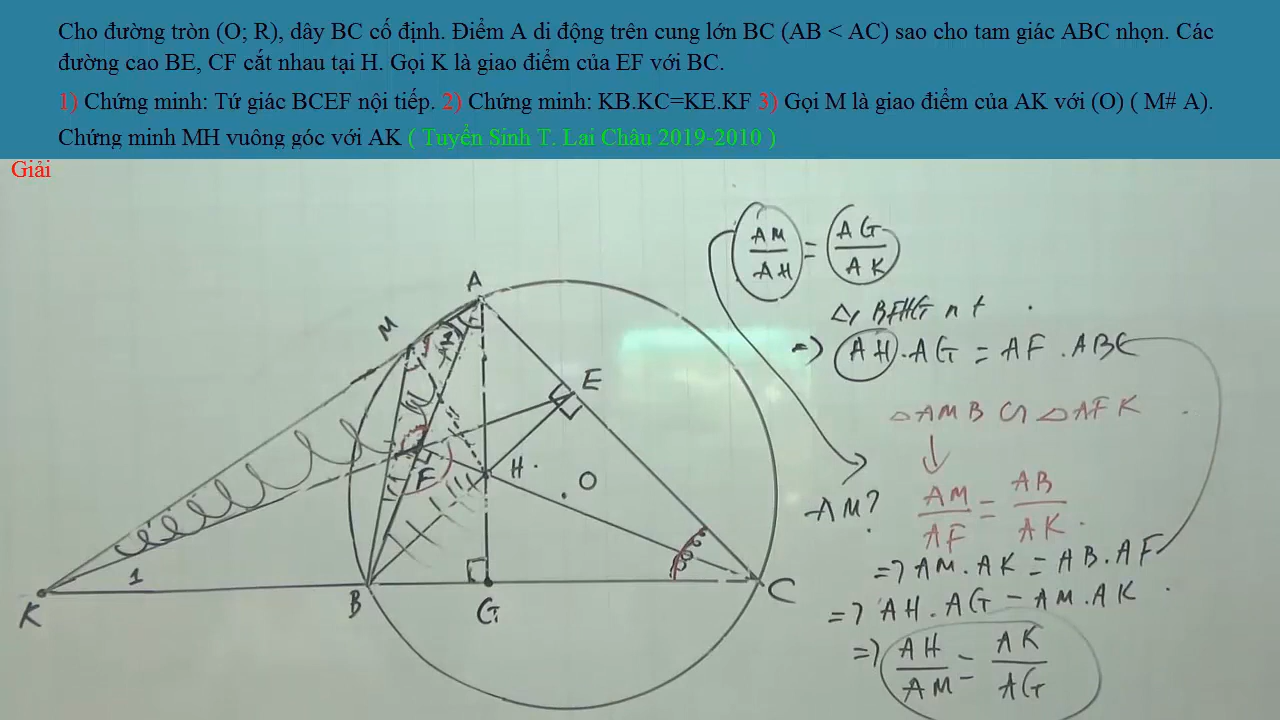 Cho đường tròn (O; R), dây BC cố định. Điểm A di động trên cung lớn BC (AB < AC) sao cho tam giác ABC nhọn. Các
đường cao BE, CF cắt nhau tại H. Gọi K là giao điểm của EF với BC.
1) Chứng minh: Tứ giác BCEF nội tiếp. 2) Chứng minh: KB.KC=KE.KF 3) Gọi M là giao điểm của AK với (O) ( M# A).
Chứng minh MH vuông góc với AK ( Tuyển Sinh T. Lai Châu 2019-2010 )
Giải
AM/AH = AG/AK
BFHG nt
=> AH.AG = AF.AB
A
M
△AMB ∽ △AFK
E
F
H
O
AM?
AM/AF = AB/AK
=> AM.AK = AB.AF
1
K
B
G
C
=> AH.AG = AM.AK
=> AH/AM = AK/AG